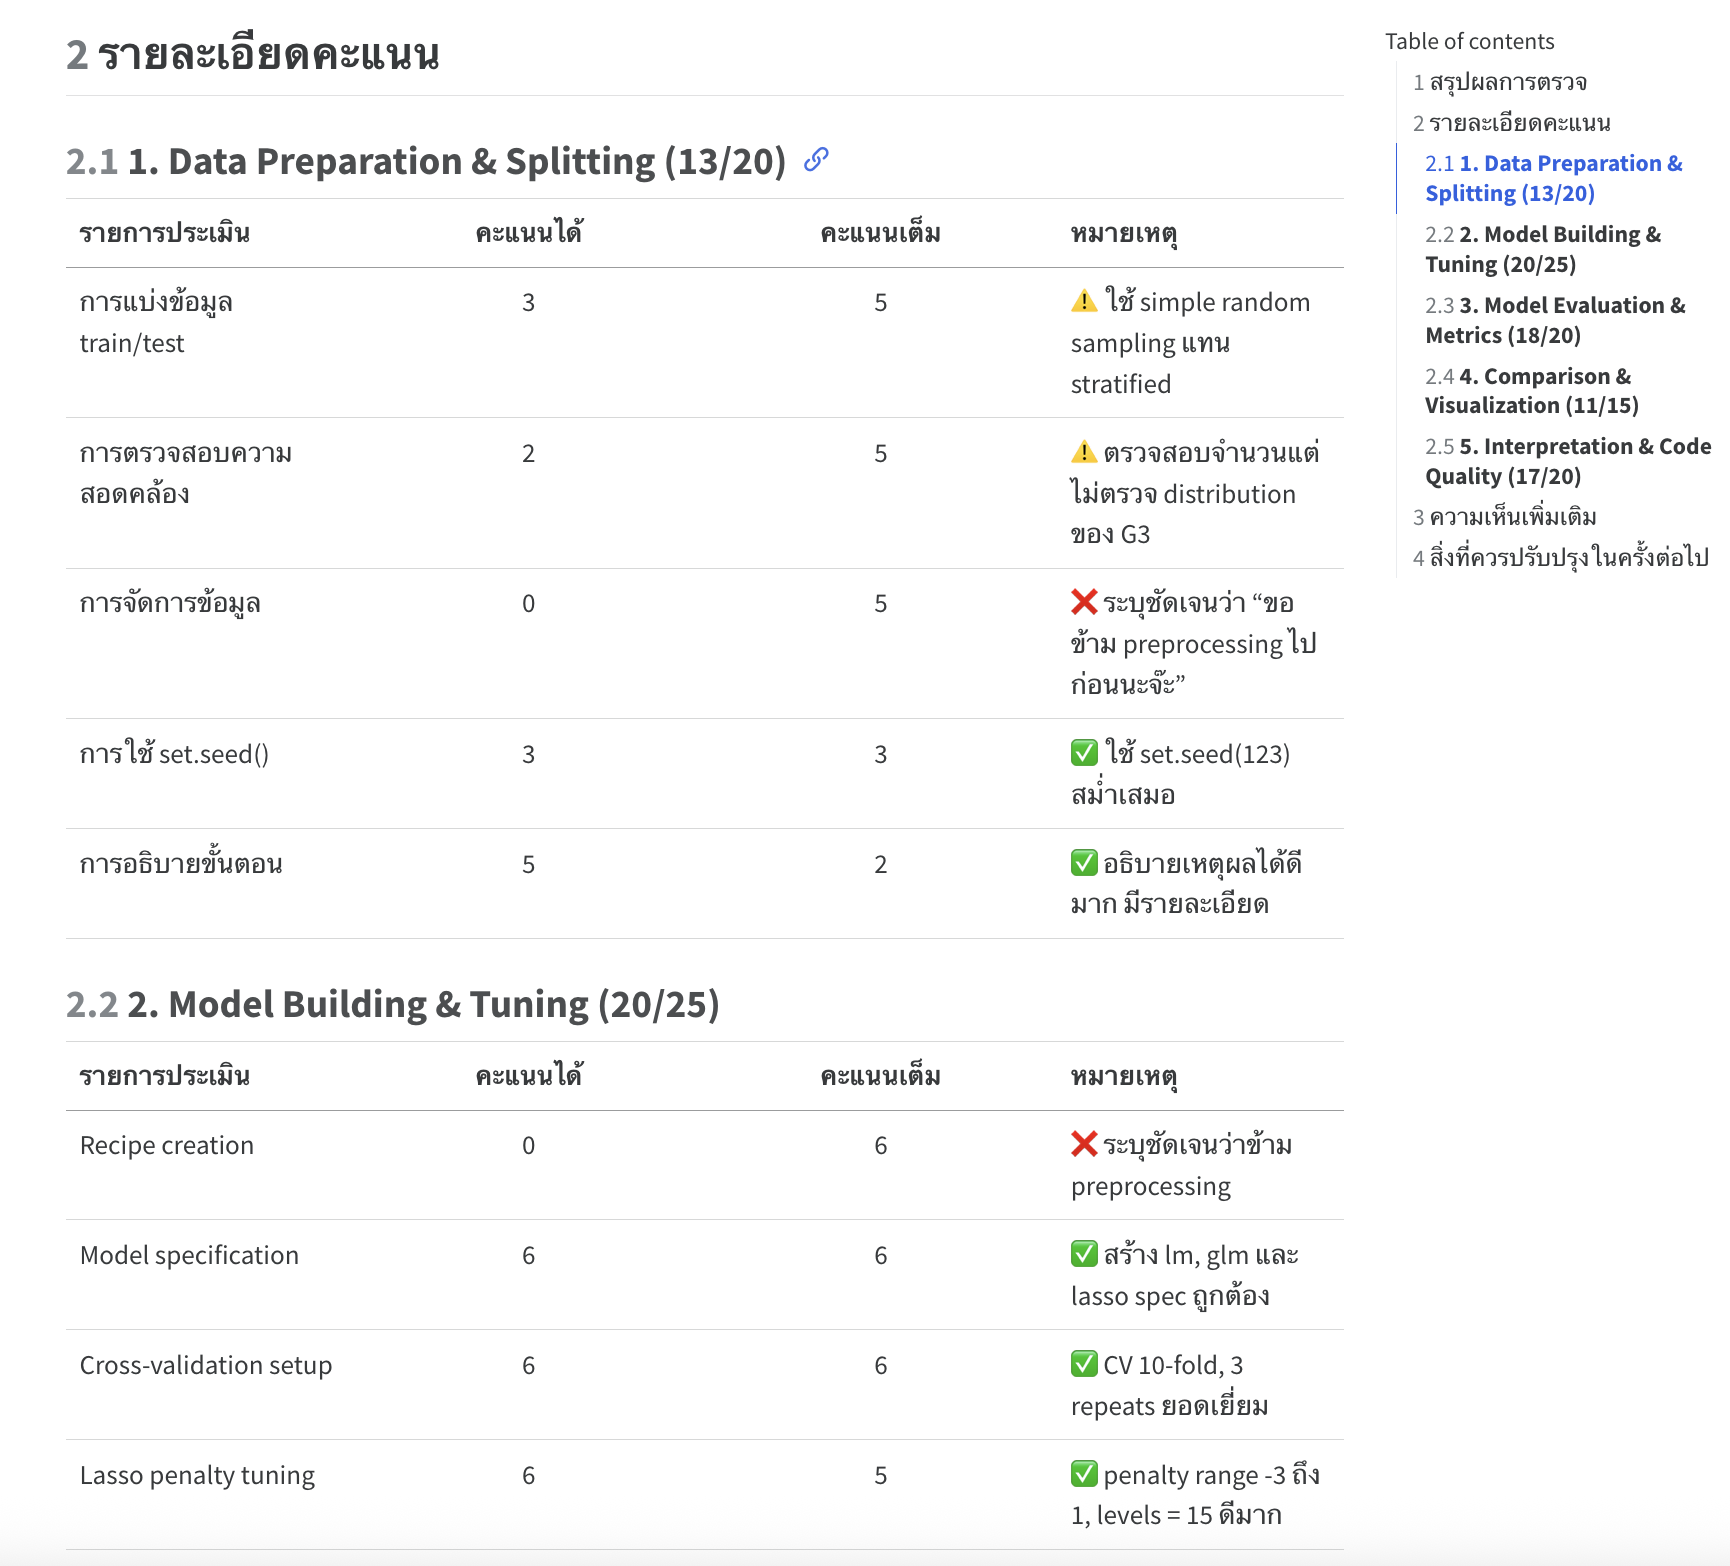 2 รายละเอียดคะแนน
2.1 1. Data Preparation & Splitting (13/20)
รายการประเมิน คะแนนได้ คะแนนเต็ม หมายเหตุ
การแบ่งข้อมูล 3 5 ⚠️ ใช้ simple random
train/test sampling แทน
stratified
การตรวจสอบความ 2 5 ⚠️ ตรวจสอบจำนวนแต่
สอดคล้อง ไม่ตรวจ distribution
ของ G3
การจัดการข้อมูล 0 5 ❌ ระบุชัดเจนว่า “ขอ
ข้าม preprocessing ไป
ก่อนนะจ๊ะ”
การใช้ set.seed() 3 3 ✅ ใช้ set.seed(123)
สม่ำเสมอ
การอธิบายขั้นตอน 5 2 ✅ อธิบายเหตุผลได้ดี
มาก มีรายละเอียด
2.2 2. Model Building & Tuning (20/25)
รายการประเมิน คะแนนได้ คะแนนเต็ม หมายเหตุ
Recipe creation 0 6 ❌ ระบุชัดเจนว่าข้าม
preprocessing
Model specification 6 6 ✅ สร้าง lm, glm และ
lasso spec ถูกต้อง
Cross-validation setup 6 6 ✅ CV 10-fold, 3
repeats ยอดเยี่ยม
Lasso penalty tuning 6 5 ✅ penalty range -3 ถึง
1, levels = 15 ดีมาก
Table of contents
1 สรุปผลการตรวจ
2 รายละเอียดคะแนน
2.1 1. Data Preparation &
Splitting (13/20)
2.2 2. Model Building &
Tuning (20/25)
2.3 3. Model Evaluation &
Metrics (18/20)
2.4 4. Comparison &
Visualization (11/15)
2.5 5. Interpretation & Code
Quality (17/20)
3 ความเห็นเพิ่มเติม
4 สิ่งที่ควรปรับปรุงในครั้งต่อไป